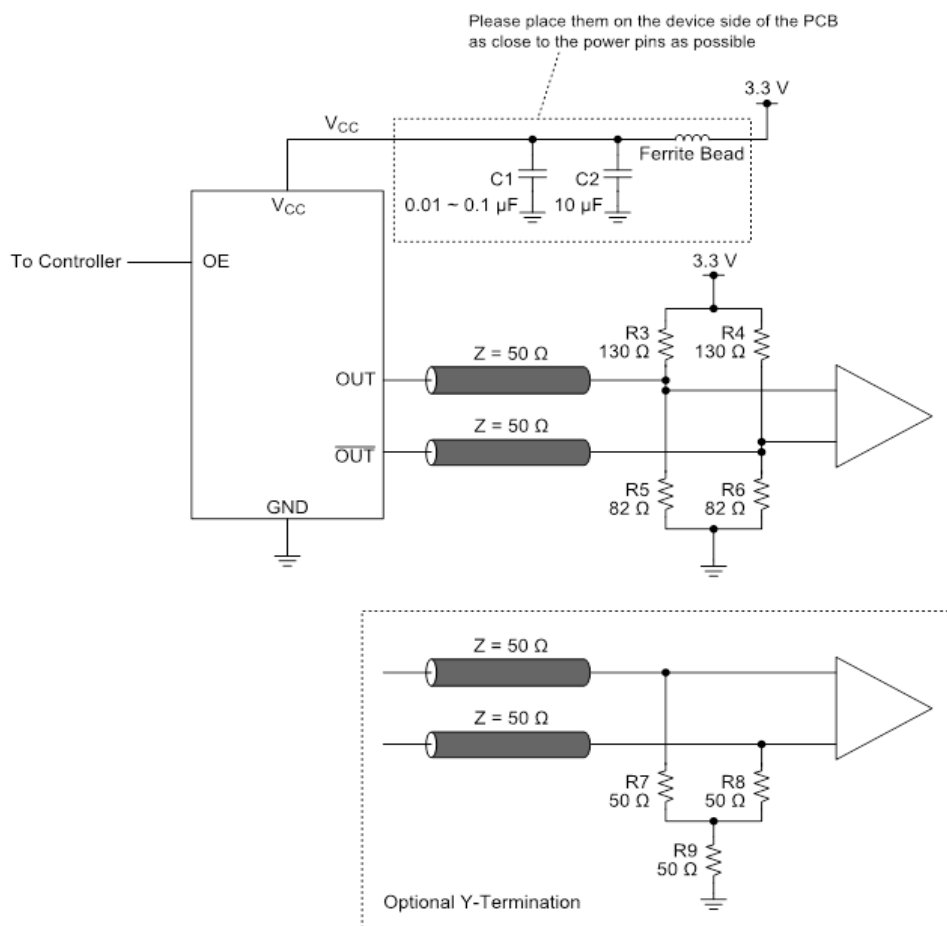 Please place them on the device side of the PCB
as close to the power pins as possible
3.3 V
VCC
Ferrite Bead
C1
C2
0.01 ~ 0.1 µF
10 µF
VCC
To Controller
OE
3.3 V
R3
130 Ω
R4
130 Ω
Z = 50 Ω
OUT
Z = 50 Ω
OUT
R5
82 Ω
R6
82 Ω
GND
Z = 50 Ω
Z = 50 Ω
R7
50 Ω
R8
50 Ω
R9
50 Ω
Optional Y-Termination